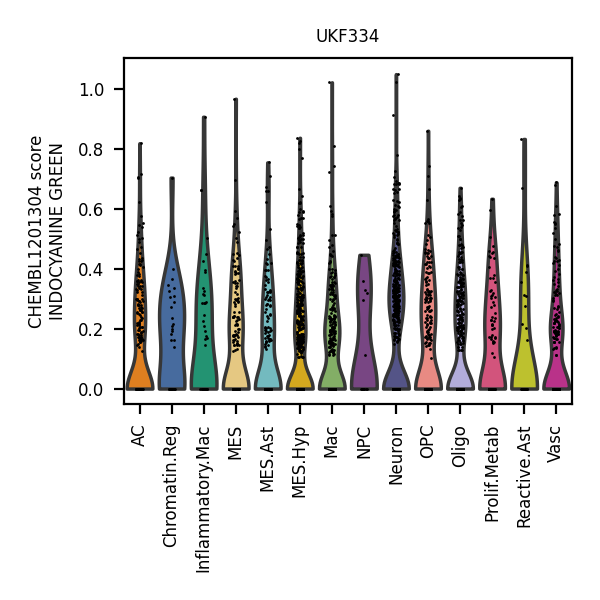 UKF334
CHEMBL1201304 score
INDOCYANINE GREEN
1.0
0.8
0.6
0.4
0.2
0.0
AC
Chromatin.Reg
Inflammatory.Mac
MES
MES.Ast
MES.Hyp
Mac
NPC
Neuron
OPC
Oligo
Prolif.Metab
Reactive.Ast
Vasc